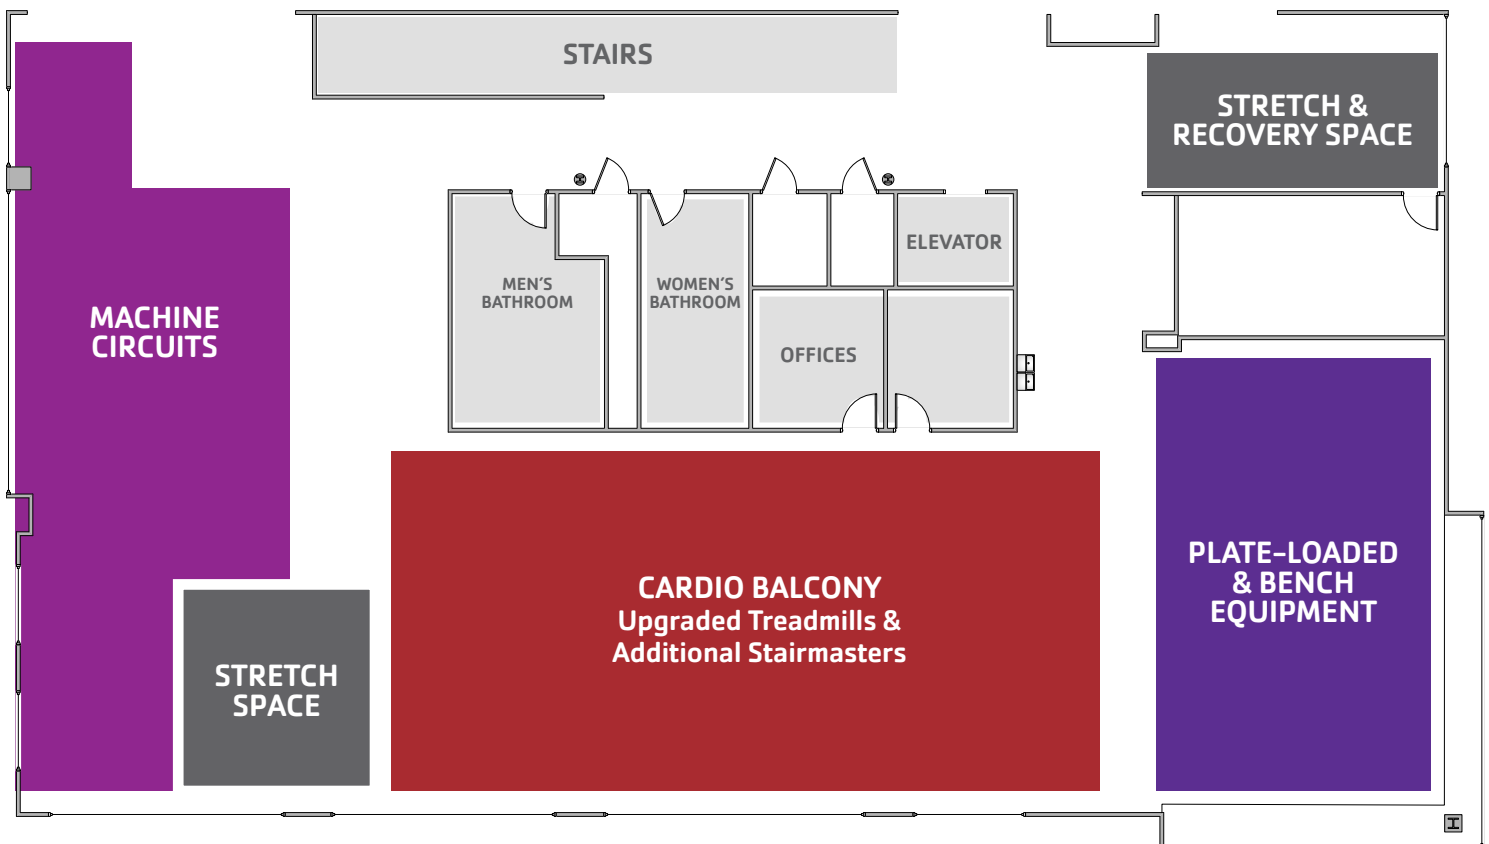 STAIRS
STRETCH &
RECOVERY SPACE
ELEVATOR
MEN'S
BATHROOM
WOMEN'S
BATHROOM
MACHINE
CIRCUITS
OFFICES
PLATE-LOADED
& BENCH
EQUIPMENT
CARDIO BALCONY
Upgraded Treadmills &
Additional Stairmasters
STRETCH
SPACE